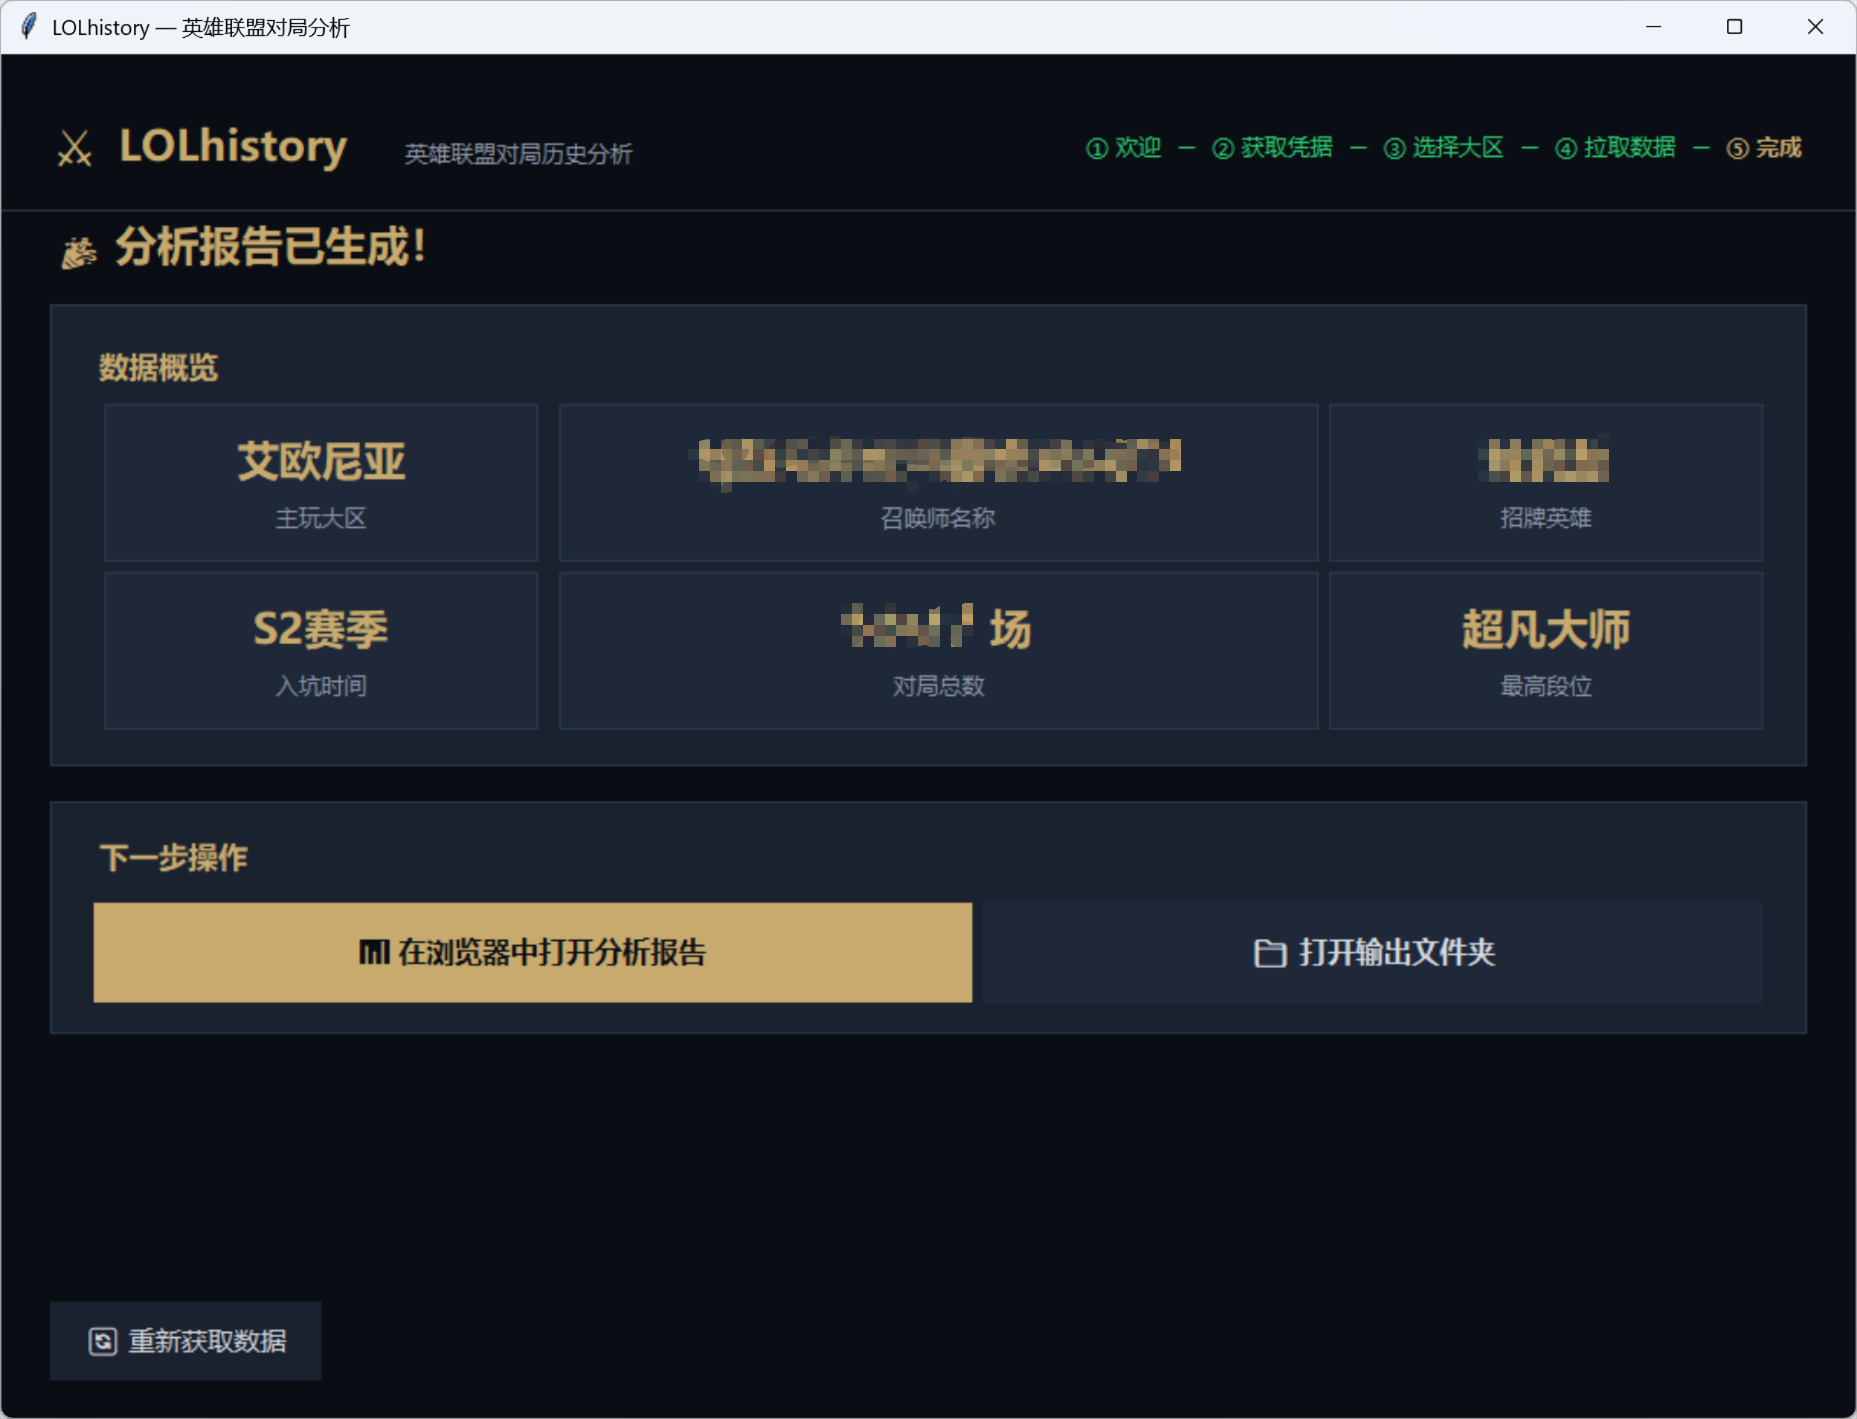 LOLhistory — 英雄联盟对局分析
LOLhistory 英雄联盟对局历史分析
① 欢迎 — ② 获取凭据 — ③ 选择大区 — ④ 拉取数据 — ⑤ 完成
分析报告已生成！
数据概览
艾欧尼亚
主玩大区
召唤师名称
招牌英雄
S2赛季
入坑时间
场
对局总数
超凡大师
最高段位
下一步操作
在浏览器中打开分析报告
打开输出文件夹
重新获取数据